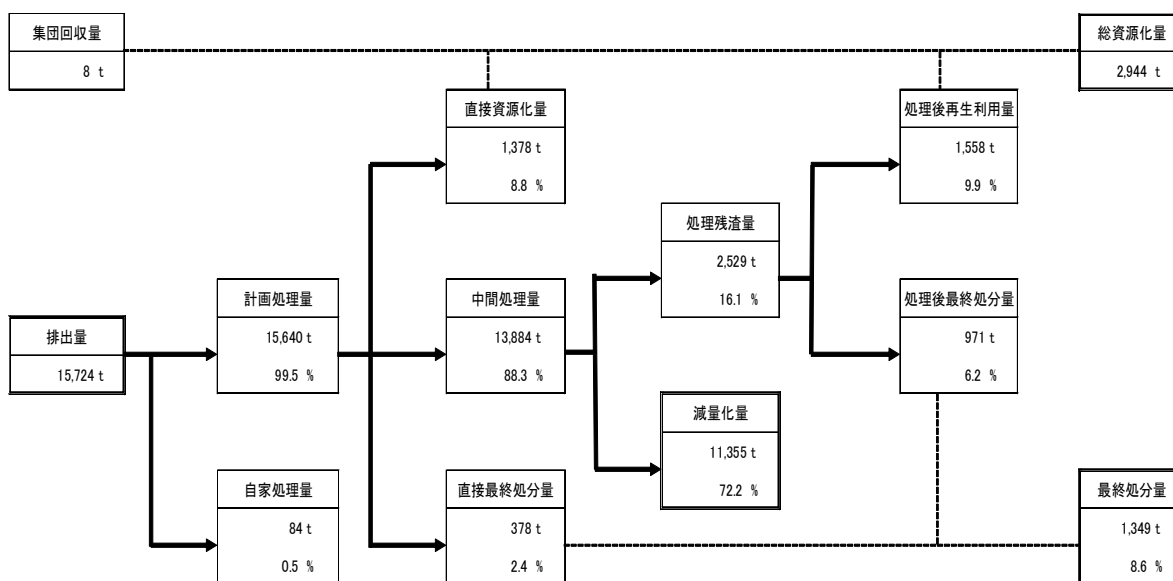 集団回収量
8 t
総資源化量
2,944 t
直接資源化量
1,378 t
8.8 %
処理後再生利用量
1,558 t
9.9 %
処理残渣量
2,529 t
16.1 %
計画処理量
15,640 t
99.5 %
中間処理量
13,884 t
88.3 %
処理後最終処分量
971 t
6.2 %
排出量
15,724 t
減量化量
11,355 t
72.2 %
自家処理量
84 t
0.5 %
直接最終処分量
378 t
2.4 %
最終処分量
1,349 t
8.6 %